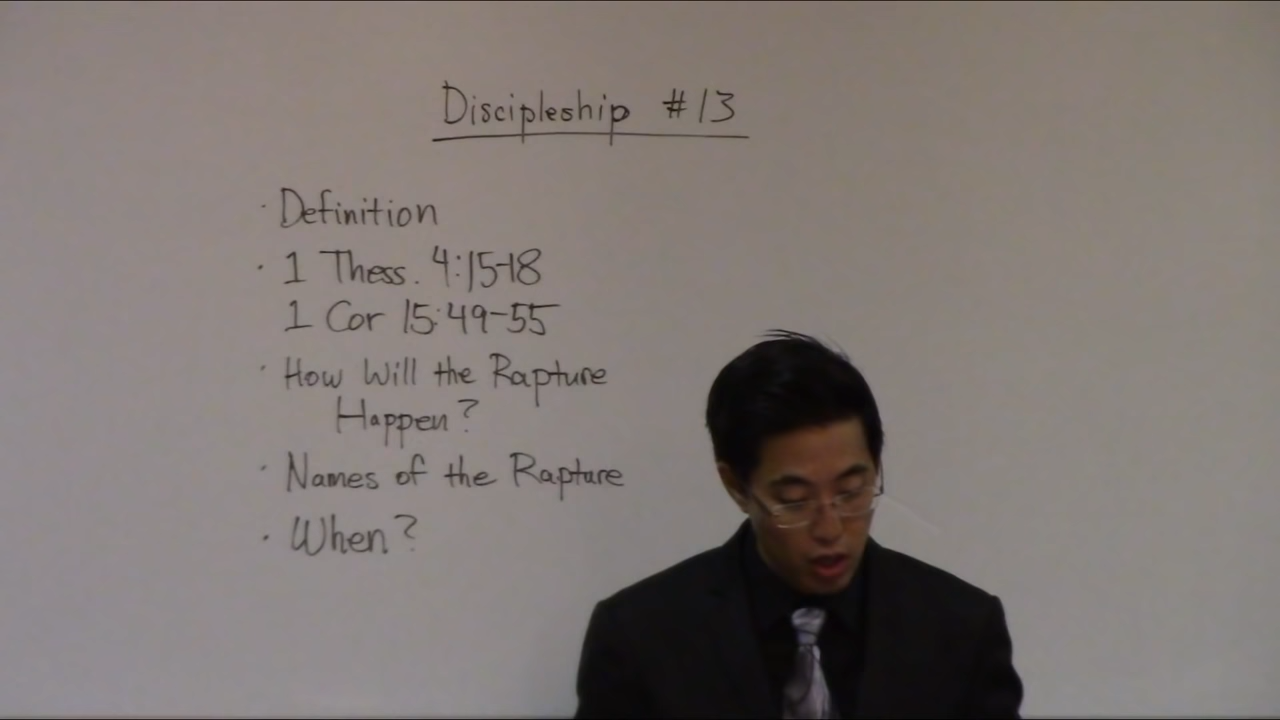 Discipleship #13
· Definition
· 1 Thess. 4:15-18
1 Cor 15:49-55
· How Will the Rapture
Happen?
· Names of the Rapture
· When?